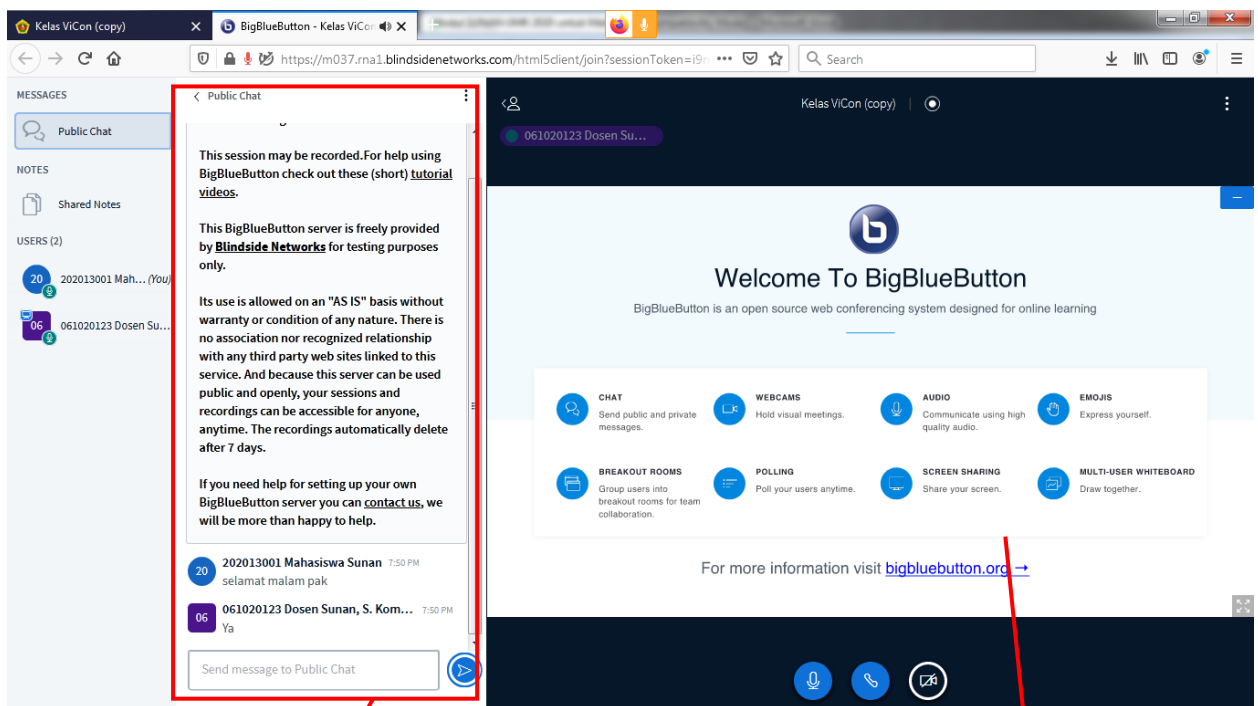 Kelas ViCon (copy)
BigBlueButton - Kelas ViCon
https://m037.rna1.blindsidenetworks.com/html5client/join?sessionToken=i9n
Search
MESSAGES
Public Chat
NOTES
Shared Notes
USERS (2)
20
202013001 Mah... (You)
06
061020123 Dosen Su...
Public Chat
This session may be recorded.For help using
BigBlueButton check out these (short) tutorial
videos.
This BigBlueButton server is freely provided
by Blindside Networks for testing purposes
only.
Its use is allowed on an "AS IS" basis without
warranty or condition of any nature. There is
no association nor recognized relationship
with any third party web sites linked to this
service. And because this server can be used
public and openly, your sessions and
recordings can be accessible for anyone,
anytime. The recordings automatically delete
after 7 days.
If you need help for setting up your own
BigBlueButton server you can contact us, we
will be more than happy to help.
20
202013001 Mahasiswa Sunan 7:50 PM
selamat malam pak
06
061020123 Dosen Sunan, S. Kom... 7:50 PM
Ya
Send message to Public Chat
Kelas ViCon (copy)
061020123 Dosen Su...
b
Welcome To BigBlueButton
BigBlueButton is an open source web conferencing system designed for online learning
CHAT
Send public and private
messages.
WEBCAMS
Hold visual meetings.
AUDIO
Communicate using high
quality audio.
EMOJIS
Express yourself.
BREAKOUT ROOMS
Group users into
breakout rooms for team
collaboration.
POLLING
Poll your users anytime.
SCREEN SHARING
Share your screen.
MULTI-USER WHITEBOARD
Draw together.
For more information visit bigbluebutton.org →